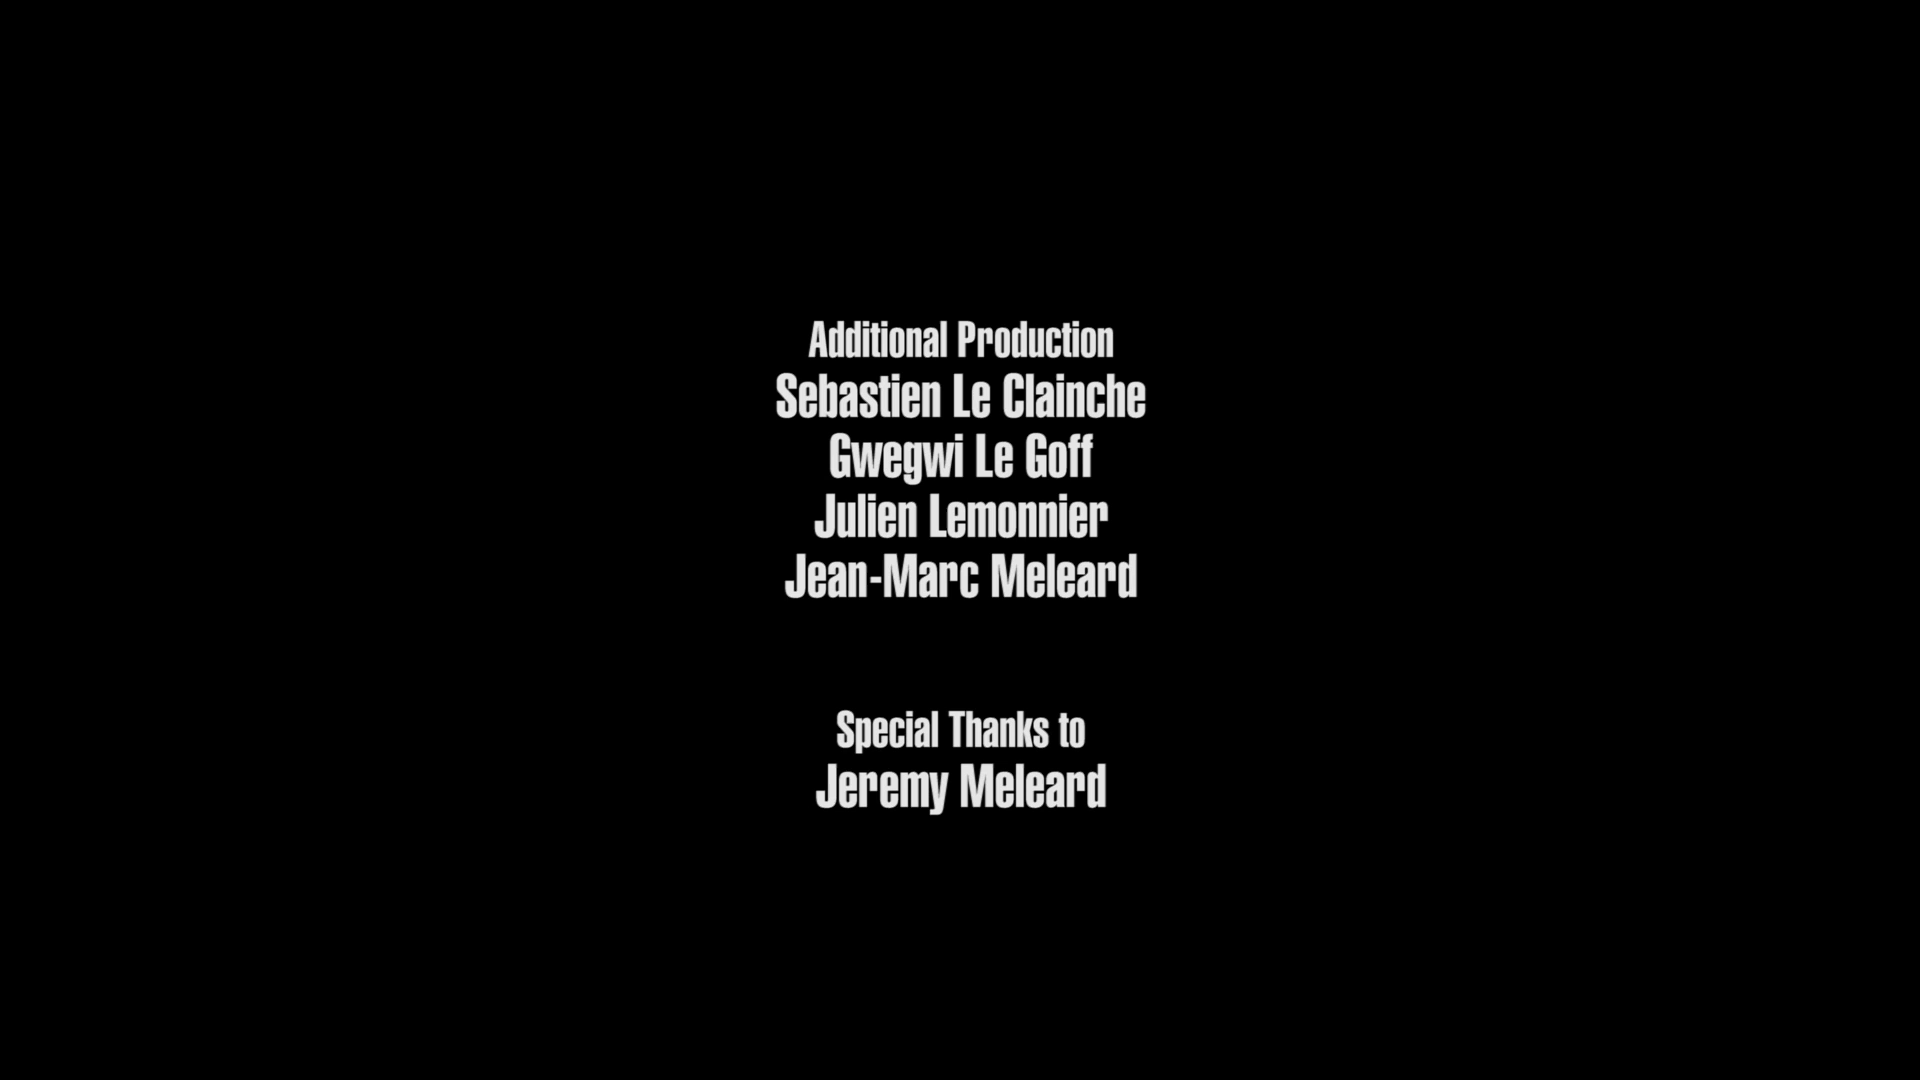 Additional Production
Sebastien Le Clainche
Gwegwi Le Goff
Julien Lemonnier
Jean-Marc Meleard
Special Thanks to
Jeremy Meleard